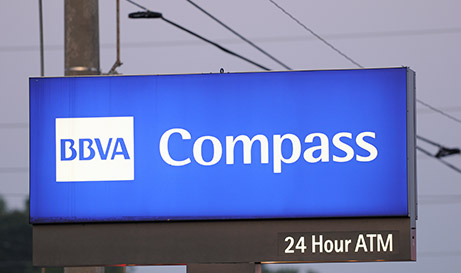 BBVA Compass
24 Hour ATM